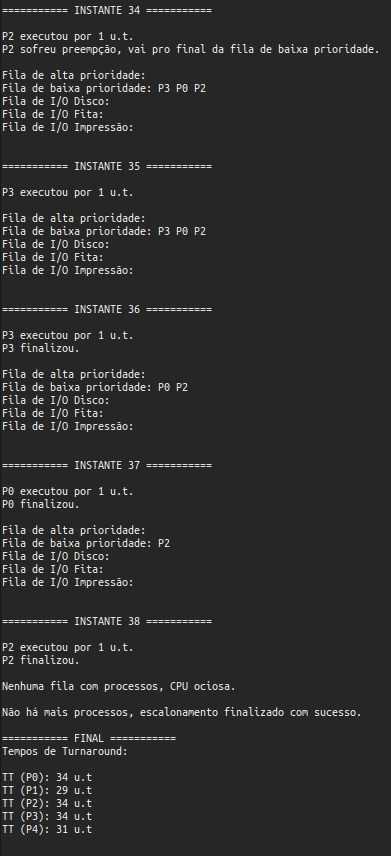 =========== INSTANTE 34 ===========
P2 executou por 1 u.t.
P2 sofreu preempção, vai pro final da fila de baixa prioridade.
Fila de alta prioridade:
Fila de baixa prioridade: P3 P0 P2
Fila de I/O Disco:
Fila de I/O Fita:
Fila de I/O Impressão:
=========== INSTANTE 35 ===========
P3 executou por 1 u.t.
Fila de alta prioridade:
Fila de baixa prioridade: P3 P0 P2
Fila de I/O Disco:
Fila de I/O Fita:
Fila de I/O Impressão:
=========== INSTANTE 36 ===========
P3 executou por 1 u.t.
P3 finalizou.
Fila de alta prioridade:
Fila de baixa prioridade: P0 P2
Fila de I/O Disco:
Fila de I/O Fita:
Fila de I/O Impressão:
=========== INSTANTE 37 ===========
P0 executou por 1 u.t.
P0 finalizou.
Fila de alta prioridade:
Fila de baixa prioridade: P2
Fila de I/O Disco:
Fila de I/O Fita:
Fila de I/O Impressão:
=========== INSTANTE 38 ===========
P2 executou por 1 u.t.
P2 finalizou.
Nenhuma fila com processos, CPU ociosa.
Não há mais processos, escalonamento finalizado com sucesso.
=========== FINAL ===========
Tempos de Turnaround:
TT (P0): 34 u.t
TT (P1): 29 u.t
TT (P2): 34 u.t
TT (P3): 34 u.t
TT (P4): 31 u.t